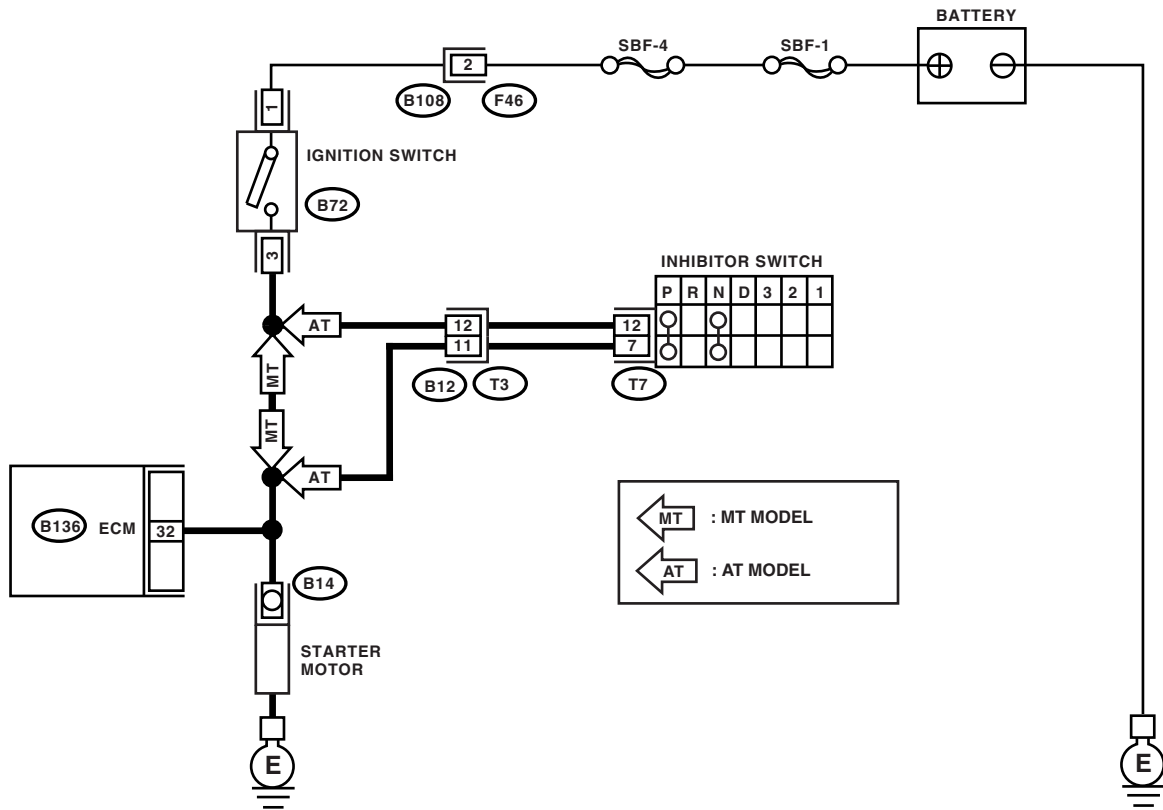 BATTERY
SBF-4
SBF-1
2
B108
F46
1
IGNITION SWITCH
B72
3
INHIBITOR SWITCH
P R N D 3 2 1
AT
12
12
11
7
B12
T3
T7
MT
MT
AT
B136
ECM
32
MT : MT MODEL
AT : AT MODEL
B14
STARTER
MOTOR
E
E